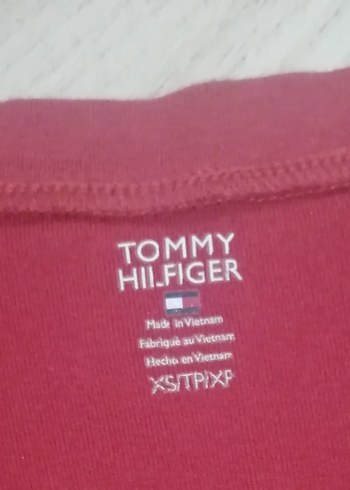 TOMMY
HILFIGER
Made in Vietnam
Fabriqué au Vietnam
Hecho en Vietnam
XS/TP/XP